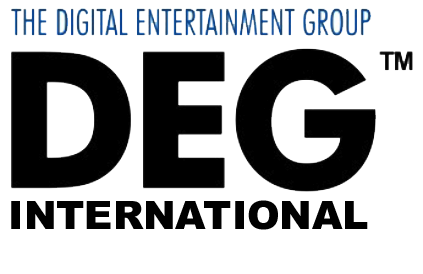 THE DIGITAL ENTERTAINMENT GROUP
DEG™
INTERNATIONAL